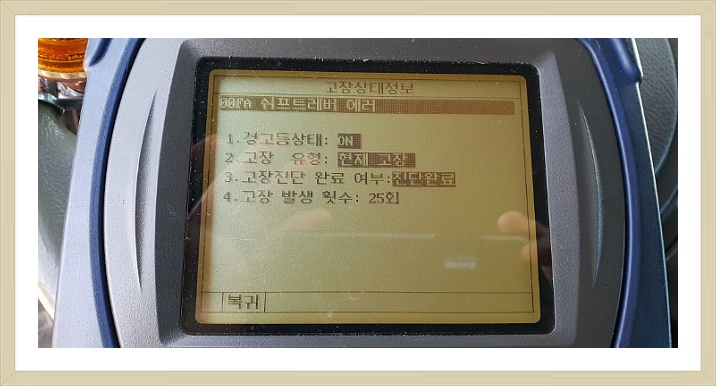 고장상태정보
00FA 쉬프트레버 에러
1.경고등상태: ON
2.고장 유형: 현재 고장
3.고장진단 완료 여부:진단완료
4.고장 발생 횟수: 25회
복귀